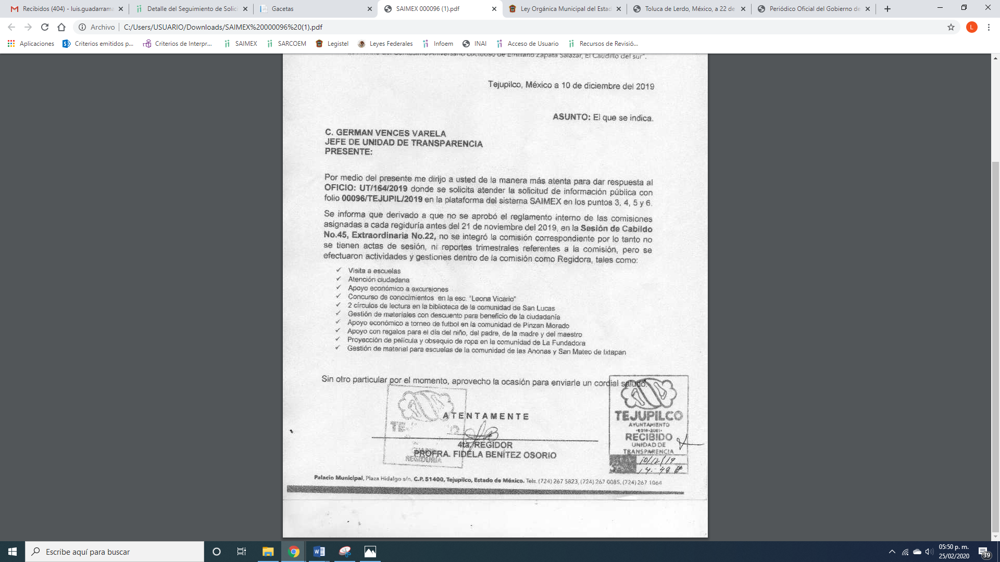 Recibidos (404) - luis.guadarrama
Detalle del Seguimiento de Solici
Gacetas
SAIMEX 000096 (1).pdf
Ley Orgánica Municipal del Estad
Toluca de Lerdo, México, a 22 de
Periódico Oficial del Gobierno de
Archivo
C:/Users/USUARIO/Downloads/SAIMEX%20000096%20(1).pdf
L
Aplicaciones
Criterios emitidos p...
Criterios de Interpr...
SAIMEX
SARCOEM
Legistel
Leyes Federales
Infoem
INAI
Acceso de Usuario
Recursos de Revisió...
Aniversario Luctuoso de Emiliano Zapata Salazar, El Caudillo del sur".
Tejupilco, México a 10 de diciembre del 2019
ASUNTO: El que se indica.
C. GERMAN VENCES VARELA
JEFE DE UNIDAD DE TRANSPARENCIA
PRESENTE:
Por medio del presente me dirijo a usted de la manera más atenta para dar respuesta al
OFICIO: UT/164/2019 donde se solicita atender la solicitud de información pública con
folio 00096/TEJUPIL/2019 en la plataforma del sistema SAIMEX en los puntos 3, 4, 5 y 6.
Se informa que derivado a que no se aprobó el reglamento interno de las comisiones
asignadas a cada regiduría antes del 21 de noviembre del 2019, en la Sesión de Cabildo
No.45, Extraordinaria No.22, no se integró la comisión correspondiente por lo tanto no
se tienen actas de sesión, ni reportes trimestrales referentes a la comisión, pero se
efectuaron actividades y gestiones dentro de la comisión como Regidora, tales como:
✓ Visita a escuelas
✓ Atención ciudadana
✓ Apoyo económico a excursiones
✓ Concurso de conocimientos en la esc. "Leona Vicario"
✓ 2 círculos de lectura en la biblioteca de la comunidad de San Lucas
✓ Gestión de materiales con descuento para beneficio de la ciudadanía
✓ Apoyo económico a torneo de futbol en la comunidad de Pinzan Morado
✓ Apoyo con regalos para el día del niño, del padre, de la madre y del maestro
✓ Proyección de película y obsequio de ropa en la comunidad de La Fundadora
✓ Gestión de material para escuelas de la comunidad de las Anonas y San Mateo de Ixtapan
Sin otro particular por el momento, aprovecho la ocasión para enviarle un cordial saludo.
ATENTAMENTE
4ta. REGIDOR
PROFRA. FIDELA BENÍTEZ OSORIO
REGIDURIA
TEJUPILCO
AYUNTAMIENTO
RECIBIDO
UNIDAD DE
TRANSPARENCIA
10/12/19
14:48
Palacio Municipal, Plaza Hidalgo s/n, C.P. 51400, Tejupilco, Estado de México. Tels. (724) 267 5823, (724) 267 0085, (724) 267 1064
Escribe aquí para buscar
05:50 p. m.
25/02/2020
39